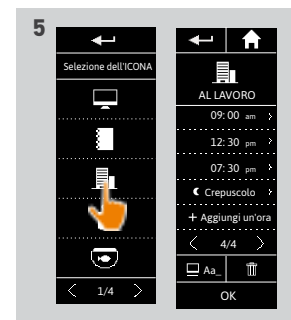 5
Selezione dell'ICONA
1/4
AL LAVORO
09:00 am
12:30 pm
07:30 pm
Crepuscolo
+ Aggiungi un'ora
4/4
Aa_
OK